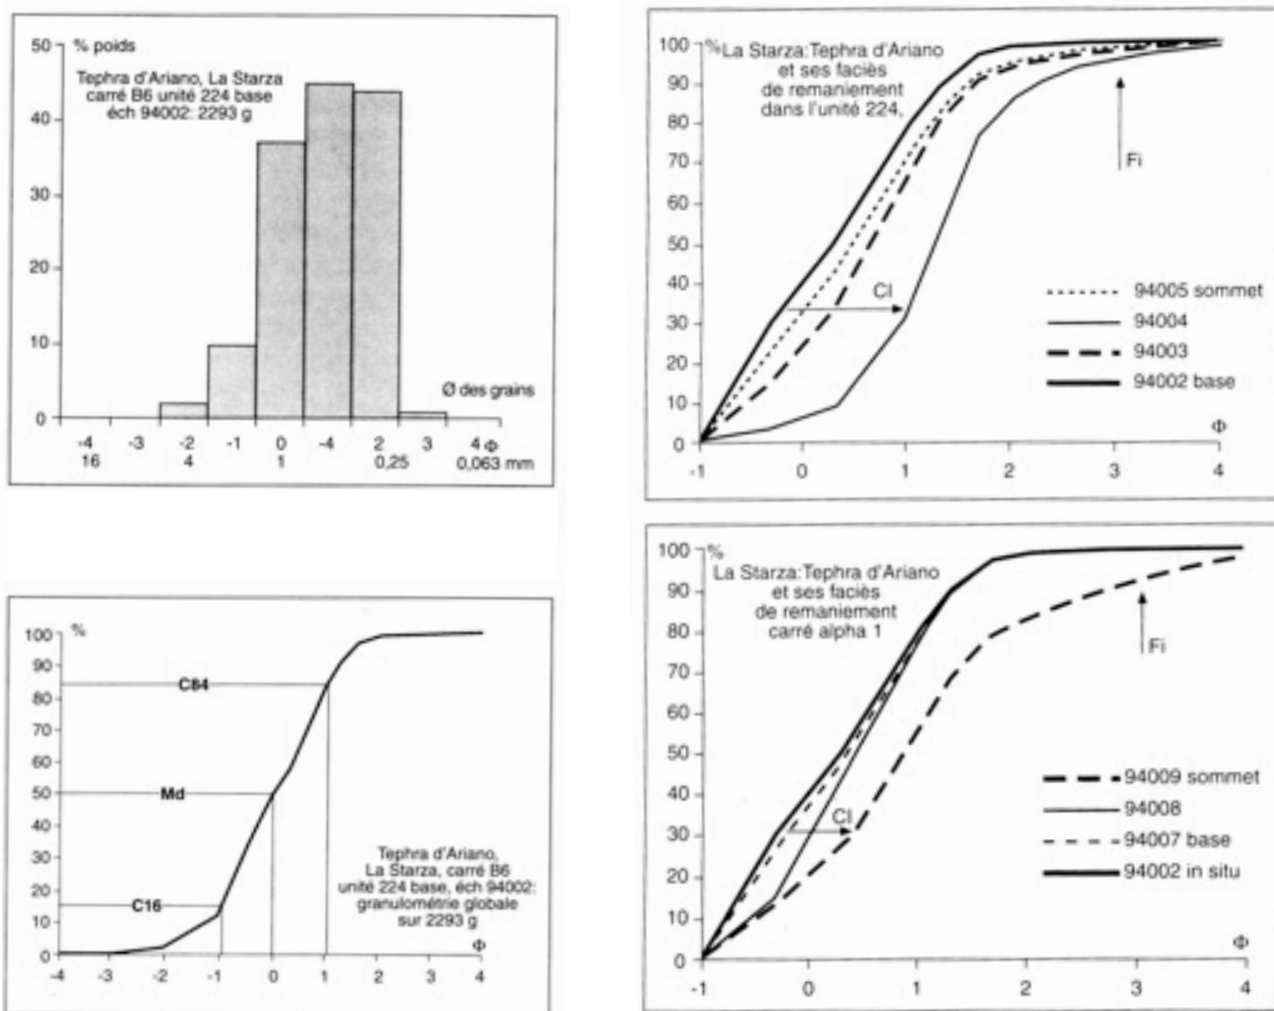 50
% poids
Tephra d'Ariano, La Starza
carré B6 unité 224 base
éch 94002: 2293 g
40
30
20
10
Ø des grains
0
-4 -3 -2 -1 0 -4 2 3 4 Φ
16 4 1 0,25 0,063 mm
100
%
La Starza:Tephra d'Ariano
et ses faciès
de remaniement
dans l'unité 224,
90
80
70
60
50
40
30
20
10
0
Fi
Cl
94005 sommet
94004
94003
94002 base
Φ
-1 0 1 2 3 4
100
%
90
80
70
60
50
40
30
20
10
0
C84
Md
C16
Tephra d'Ariano,
La Starza, carré B6
unité 224 base, éch 94002:
granulométrie globale
sur 2293 g
Φ
-4 -3 -2 -1 0 1 2 3 4
100
%
La Starza:Tephra d'Ariano
et ses faciès
de remaniement
carré alpha 1
90
80
70
60
50
40
30
20
10
0
Fi
Cl
94009 sommet
94008
94007 base
94002 in situ
Φ
-1 0 1 2 3 4